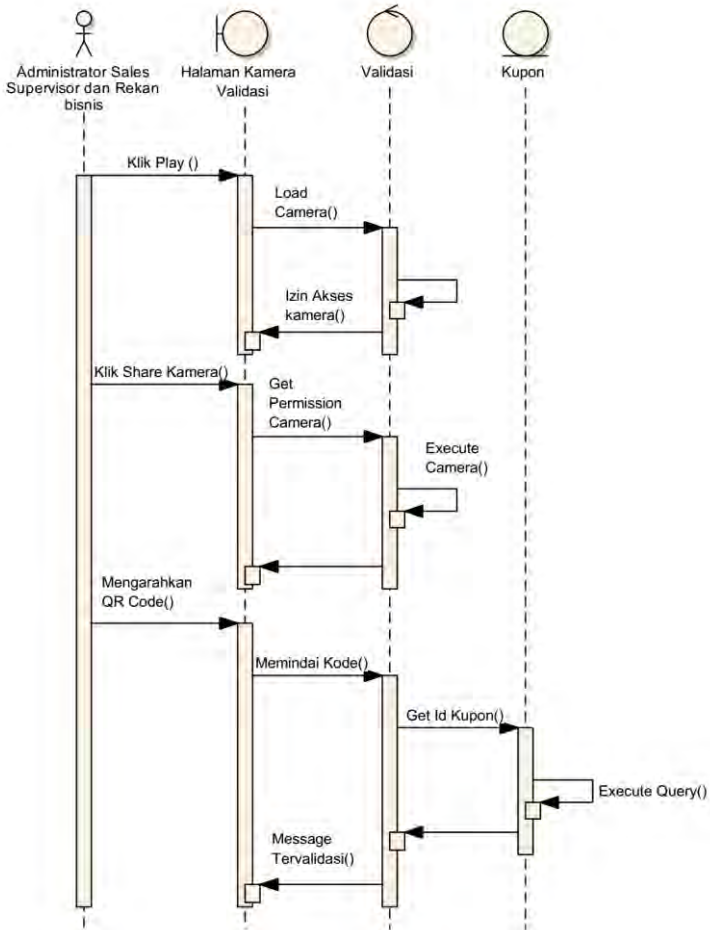 Administrator Sales
Supervisor dan Rekan
bisnis
Halaman Kamera
Validasi
Validasi
Kupon
Klik Play ()
Load
Camera()
Izin Akses
kamera()
Klik Share Kamera()
Get
Permission
Camera()
Execute
Camera()
Mengarahkan
QR Code()
Memindai Kode()
Get Id Kupon()
Execute Query()
Message
Tervalidasi()